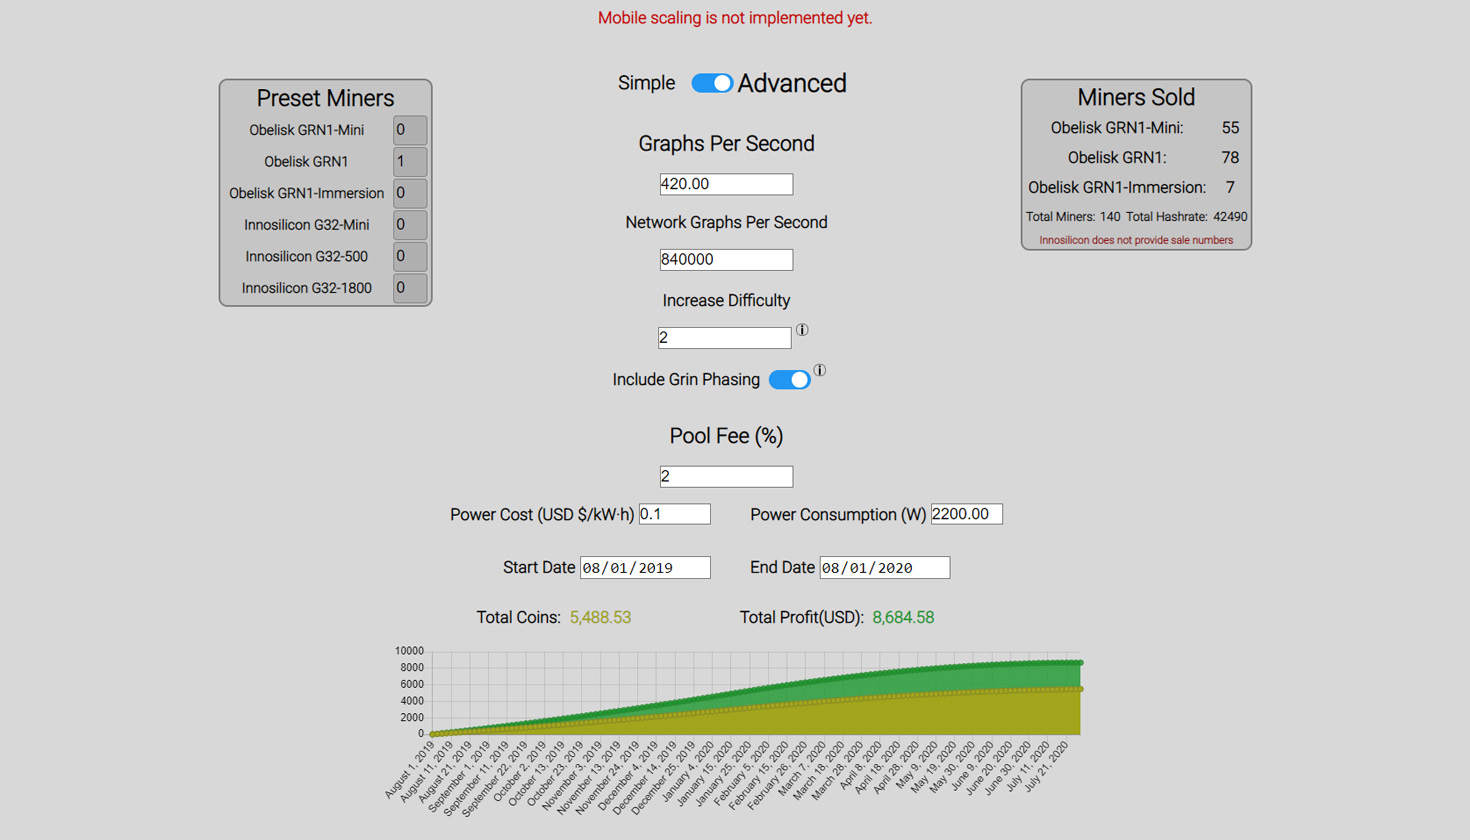 Mobile scaling is not implemented yet.
Simple Advanced
Preset Miners
Obelisk GRN1-Mini 0
Obelisk GRN1 1
Obelisk GRN1-Immersion 0
Innosilicon G32-Mini 0
Innosilicon G32-500 0
Innosilicon G32-1800 0
Graphs Per Second
420.00
Network Graphs Per Second
840000
Increase Difficulty
2
Include Grin Phasing
Pool Fee (%)
2
Power Cost (USD $/kW·h) 0.1 Power Consumption (W) 2200.00
Start Date 08/01/2019 End Date 08/01/2020
Total Coins: 5,488.53 Total Profit(USD): 8,684.58
Miners Sold
Obelisk GRN1-Mini: 55
Obelisk GRN1: 78
Obelisk GRN1-Immersion: 7
Total Miners: 140 Total Hashrate: 42490
Innosilicon does not provide sale numbers
10000
8000
6000
4000
2000
0
August 1, 2019
August 11, 2019
August 21, 2019
September 1, 2019
September 11, 2019
September 22, 2019
October 2, 2019
October 13, 2019
October 23, 2019
November 3, 2019
November 13, 2019
November 24, 2019
December 4, 2019
December 14, 2019
December 25, 2019
January 4, 2020
January 15, 2020
January 25, 2020
February 5, 2020
February 15, 2020
February 26, 2020
March 7, 2020
March 18, 2020
March 28, 2020
April 8, 2020
April 18, 2020
April 28, 2020
May 9, 2020
May 19, 2020
May 30, 2020
June 9, 2020
June 20, 2020
June 30, 2020
July 11, 2020
July 21, 2020